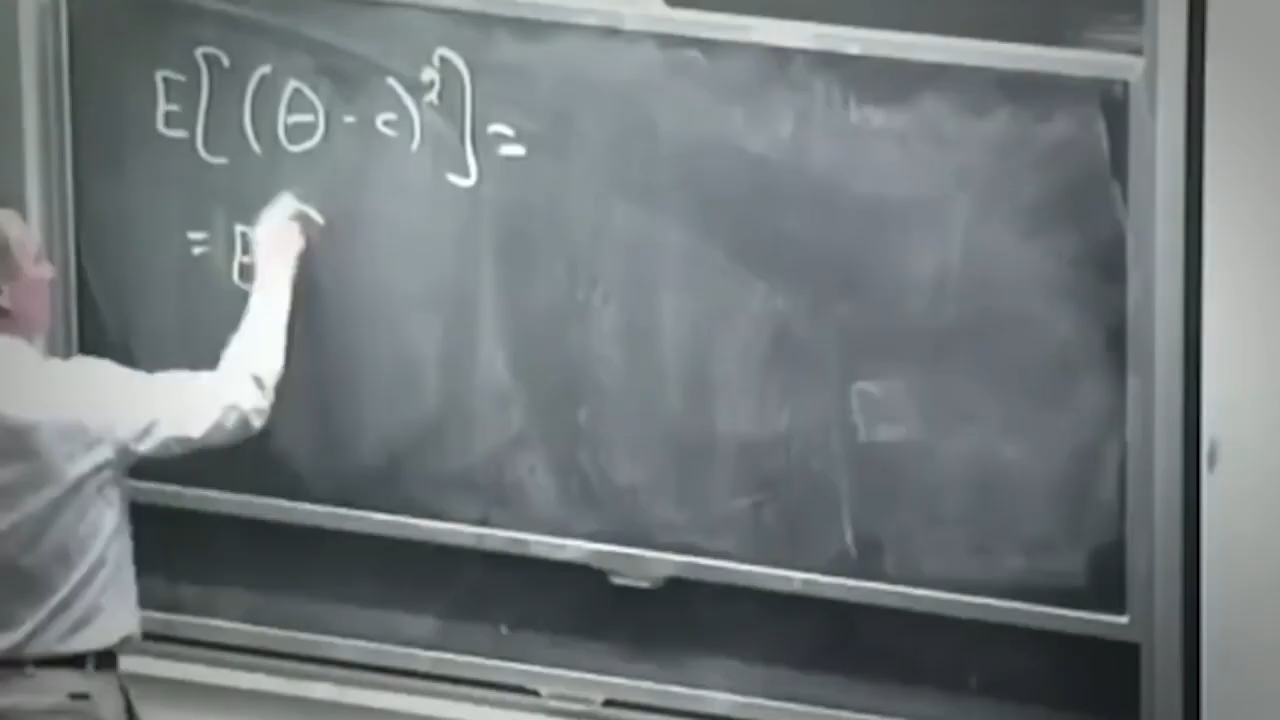 E[(θ - c)²] =
= E